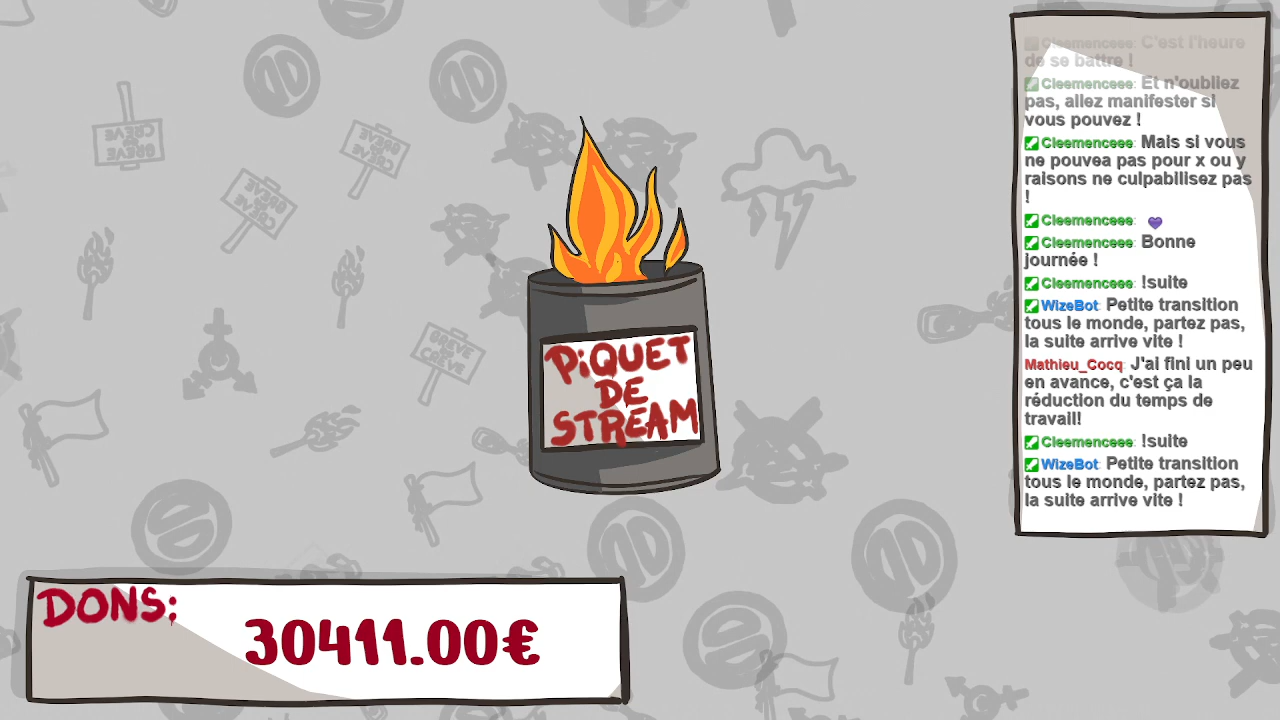 PiQUET
DE
STREAM
DONS:
30411.00€
Cleemenceee: C'est l'heure
de se battre !
Cleemenceee: Et n'oubliez
pas, allez manifester si
vous pouvez !
Cleemenceee: Mais si vous
ne pouvea pas pour x ou y
raisons ne culpabilisez pas
!
Cleemenceee: 💜
Cleemenceee: Bonne
journée !
Cleemenceee: !suite
WizeBot: Petite transition
tous le monde, partez pas,
la suite arrive vite !
Mathieu_Cocq: J'ai fini un peu
en avance, c'est ça la
réduction du temps de
travail!
Cleemenceee: !suite
WizeBot: Petite transition
tous le monde, partez pas,
la suite arrive vite !